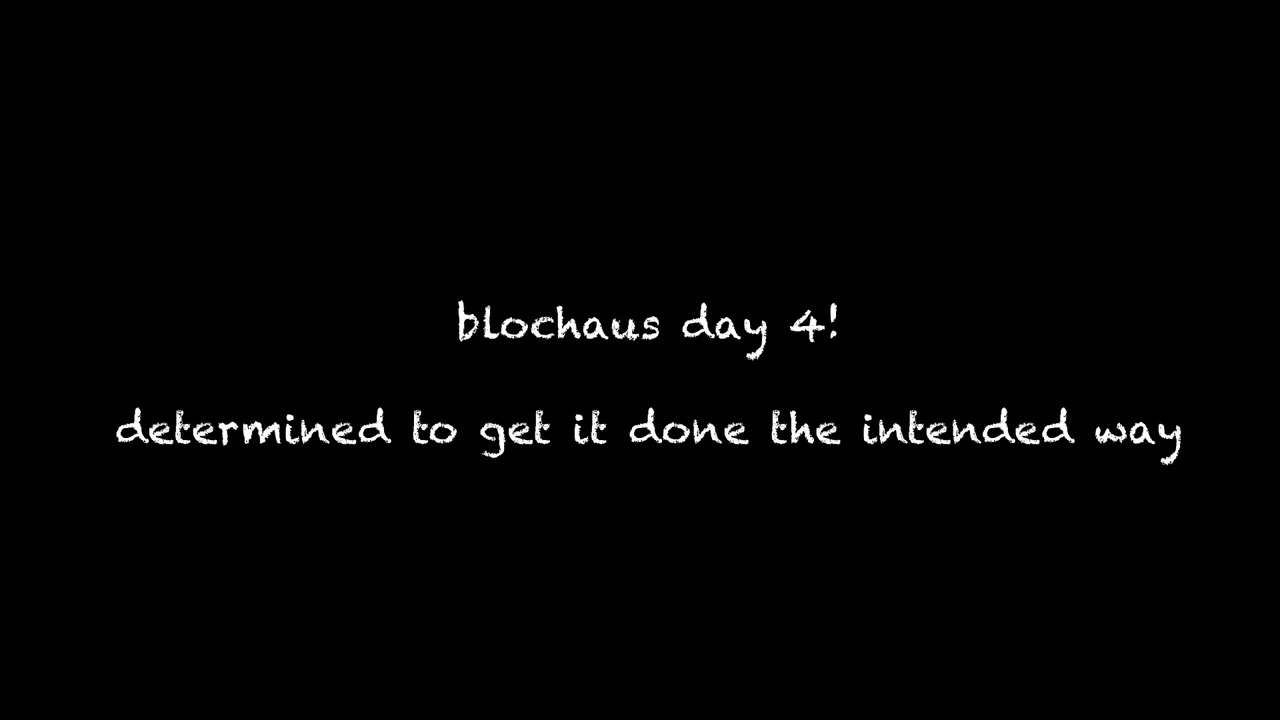 blochaus day 4!
determined to get it done the intended way